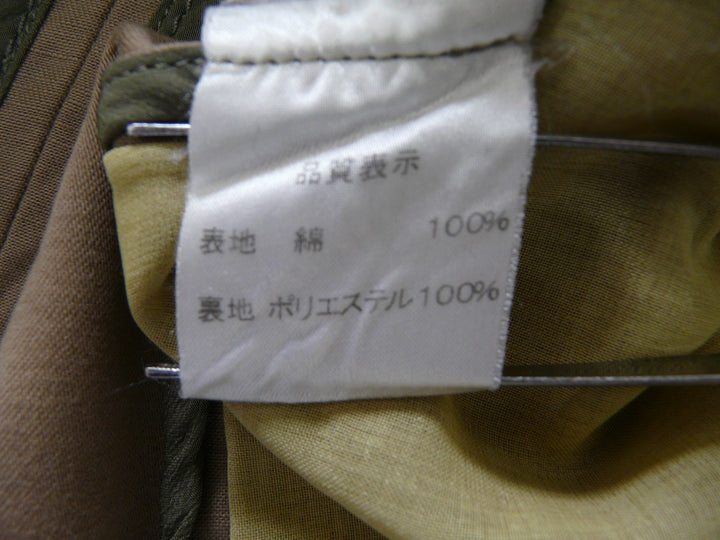 品質表示
表地 綿 100%
裏地 ポリエステル100%